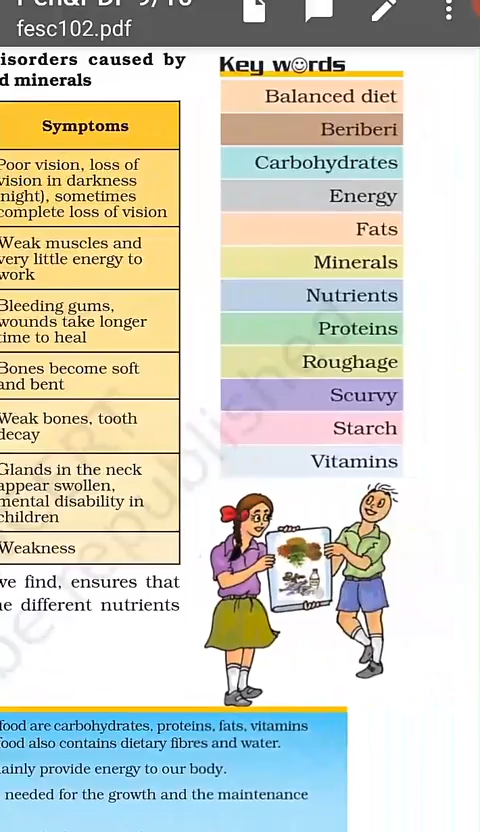 fesc102.pdf
isorders caused by
d minerals
Symptoms
Poor vision, loss of
vision in darkness
(night), sometimes
complete loss of vision
Weak muscles and
very little energy to
work
Bleeding gums,
wounds take longer
time to heal
Bones become soft
and bent
Weak bones, tooth
decay
Glands in the neck
appear swollen,
mental disability in
children
Weakness
we find, ensures that
he different nutrients
Key words
Balanced diet
Beriberi
Carbohydrates
Energy
Fats
Minerals
Nutrients
Proteins
Roughage
Scurvy
Starch
Vitamins
food are carbohydrates, proteins, fats, vitamins
food also contains dietary fibres and water.
ainly provide energy to our body.
needed for the growth and the maintenance